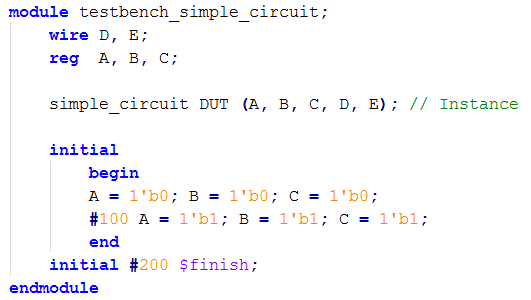 module testbench_simple_circuit;
wire D, E;
reg A, B, C;
simple_circuit DUT (A, B, C, D, E); // Instance
initial
begin
A = 1'b0; B = 1'b0; C = 1'b0;
#100 A = 1'b1; B = 1'b1; C = 1'b1;
end
initial #200 $finish;
endmodule